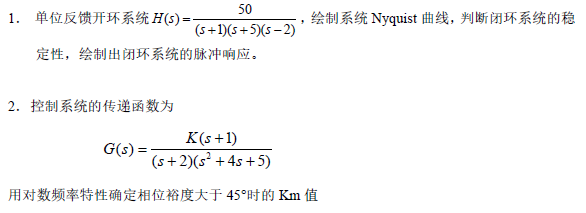 1. 单位反馈开环系统 H(s) = 50 / ((s+1)(s+5)(s−2)) ，绘制系统 Nyquist 曲线，判断闭环系统的稳
定性，绘制出闭环系统的脉冲响应。
2. 控制系统的传递函数为
G(s) = K(s+1) / ((s+2)(s²+4s+5))
用对数频率特性确定相位裕度大于 45°时的 Km 值